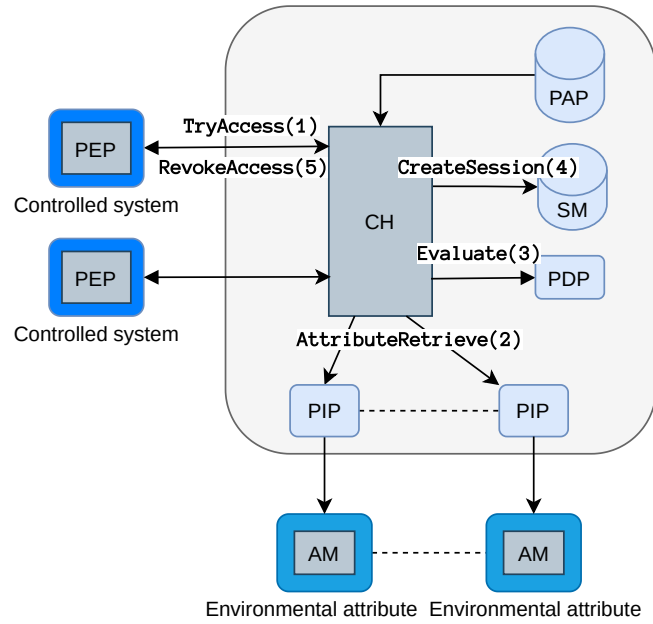 PAP
TryAccess(1)
PEP
RevokeAccess(5)
CreateSession(4)
Controlled system
SM
CH
Evaluate(3)
PEP
PDP
Controlled system
AttributeRetrieve(2)
PIP
PIP
AM
AM
Environmental attribute
Environmental attribute